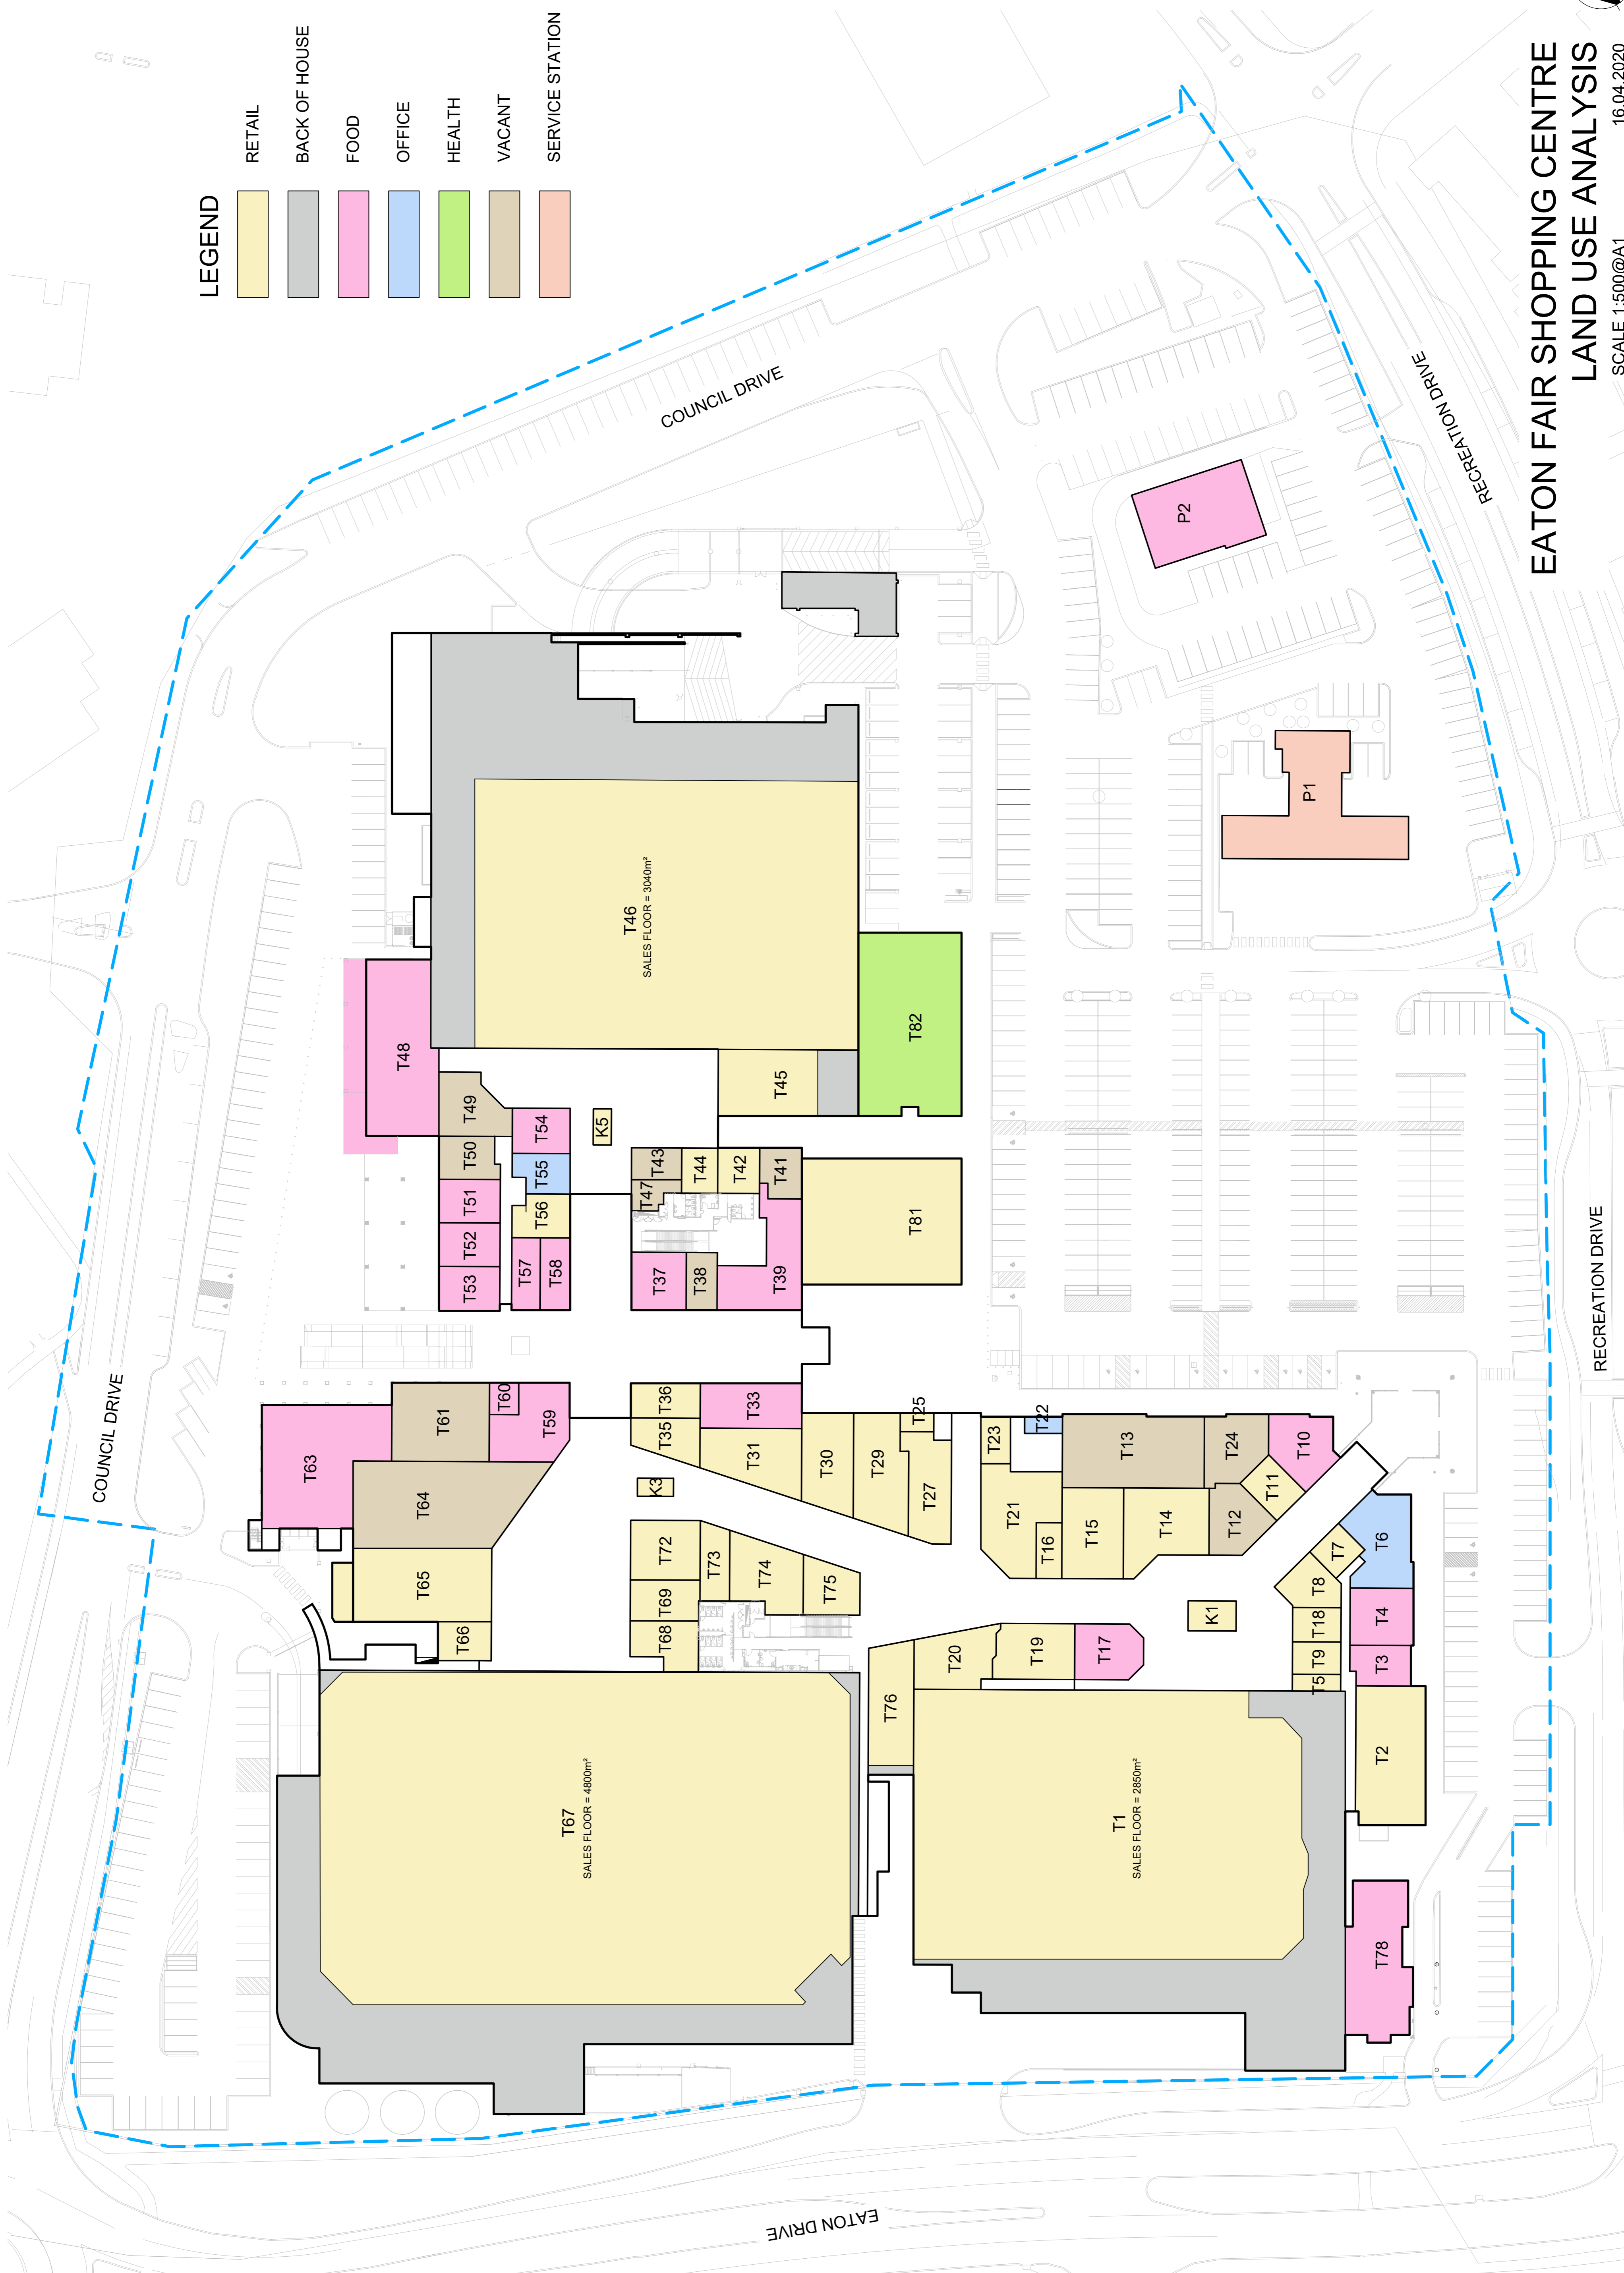 LEGEND
RETAIL
BACK OF HOUSE
FOOD
OFFICE
HEALTH
VACANT
SERVICE STATION
EATON FAIR SHOPPING CENTRE
LAND USE ANALYSIS
SCALE 1:500@A1
16.04.2020
COUNCIL DRIVE
RECREATION DRIVE
P2
P1
T46
SALES FLOOR = 3040m²
T48
T82
T45
T49
T50
T51
T52
T53
T54
T55
T56
T57
T58
K5
T43
T47
T44
T42
T41
T37
T38
T39
T81
RECREATION DRIVE
COUNCIL DRIVE
T63
T61
T60
T59
T64
T65
T66
T36
T35
T33
T31
T30
T29
T25
T27
K3
T23
T22
T21
T16
T13
T15
T14
T24
T10
T11
T12
T72
T73
T69
T68
T74
T75
T6
T7
T8
T18
T9
T5
T4
T3
T2
K1
T20
T19
T17
T76
T67
SALES FLOOR = 4800m²
T1
SALES FLOOR = 2850m²
T78
EATON DRIVE